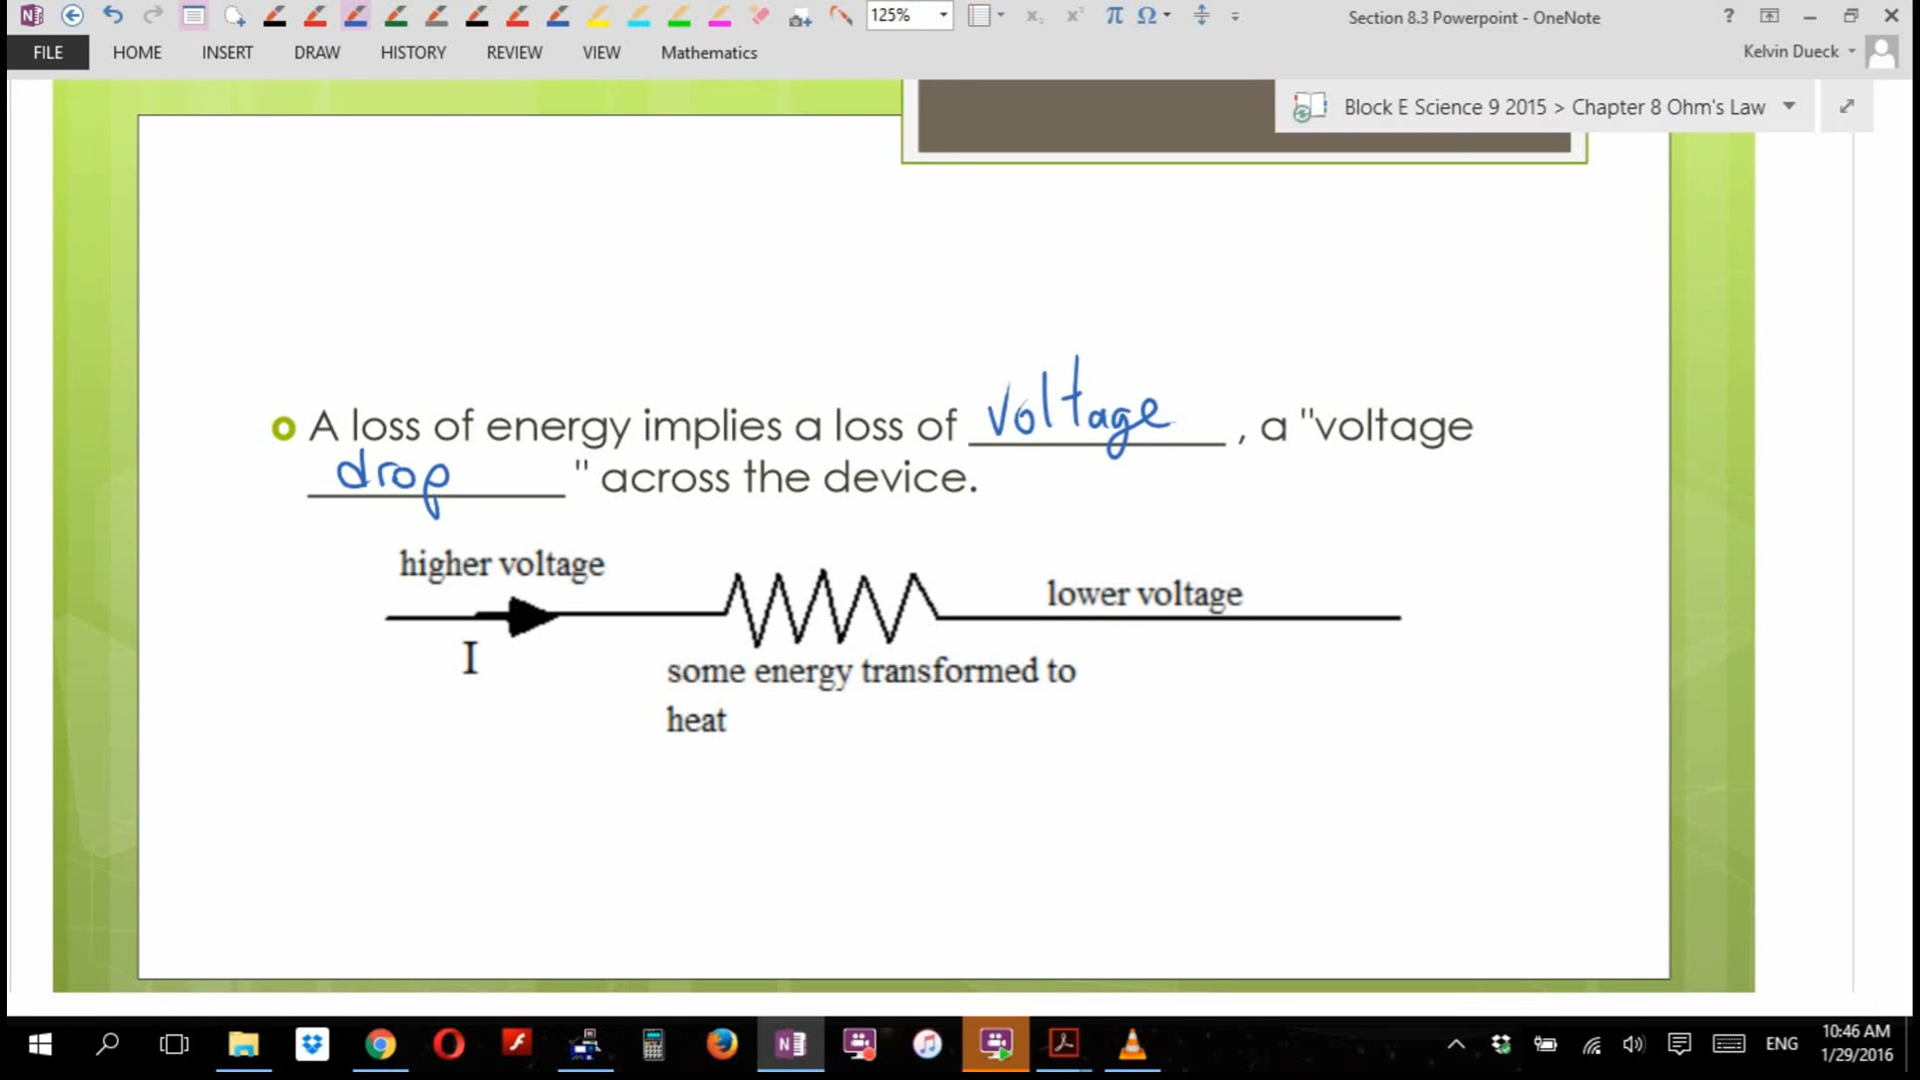 125%
x₂ x² π Ω
Section 8.3 Powerpoint - OneNote
?
FILE HOME INSERT DRAW HISTORY REVIEW VIEW Mathematics
Kelvin Dueck
Block E Science 9 2015 > Chapter 8 Ohm's Law
A loss of energy implies a loss of voltage , a "voltage
drop " across the device.
higher voltage
lower voltage
I
some energy transformed to
heat
ENG
10:46 AM
1/29/2016